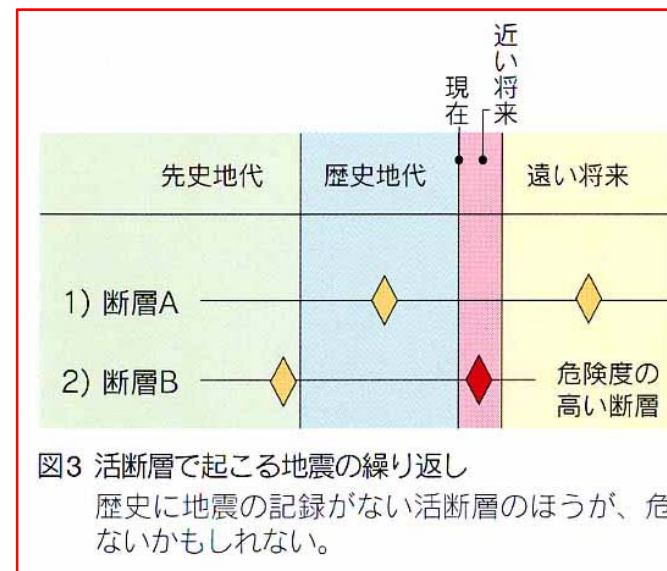 近い将来
現在
先史地代
歴史地代
遠い将来
1) 断層A
2) 断層B
危険度の
高い断層
図3 活断層で起こる地震の繰り返し
歴史に地震の記録がない活断層のほうが、危
ないかもしれない。